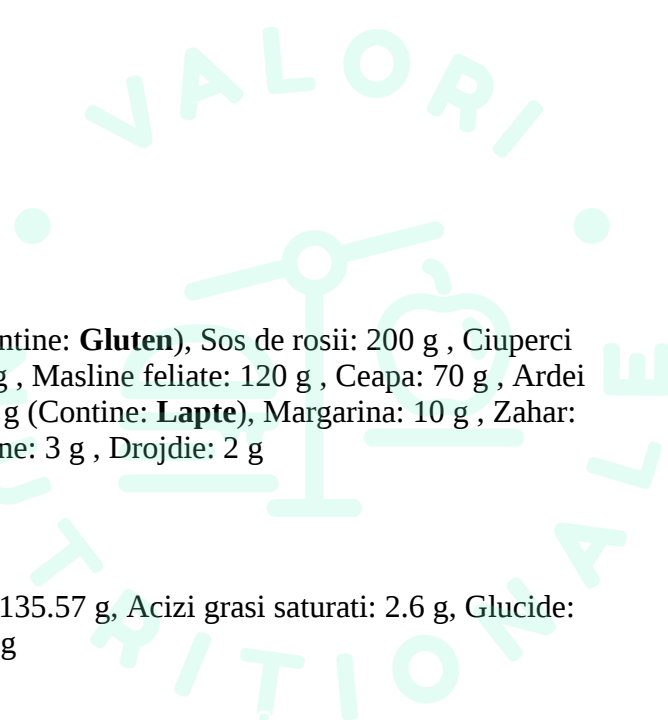 VALORI
ntine: Gluten), Sos de rosii: 200 g , Ciuperci
g , Masline feliate: 120 g , Ceapa: 70 g , Ardei
g (Contine: Lapte), Margarina: 10 g , Zahar:
ne: 3 g , Drojdie: 2 g
135.57 g, Acizi grasi saturati: 2.6 g, Glucide:
g
UTRITIONALE